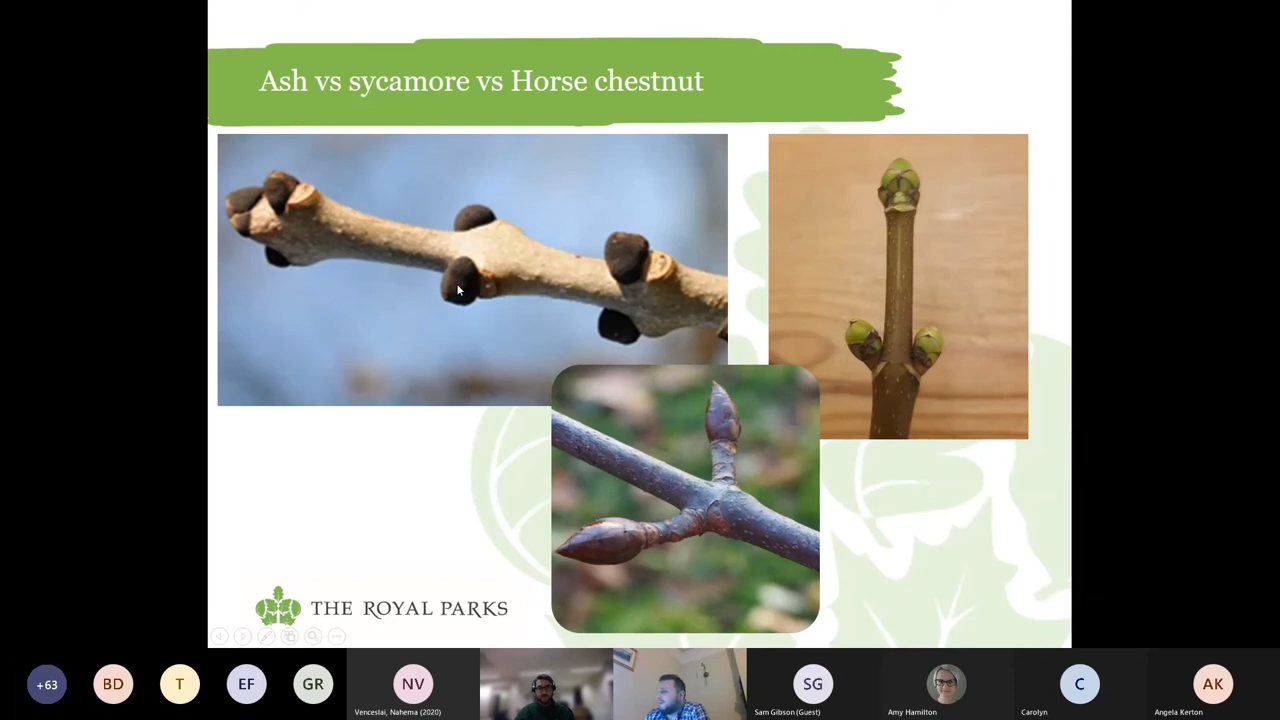 Ash vs sycamore vs Horse chestnut
THE ROYAL PARKS
+63
BD
T
EF
GR
NV
SG
C
AK
Venceslai, Nahema (2020)
Sam Gibson (Guest)
Amy Hamilton
Carolyn
Angela Kerton